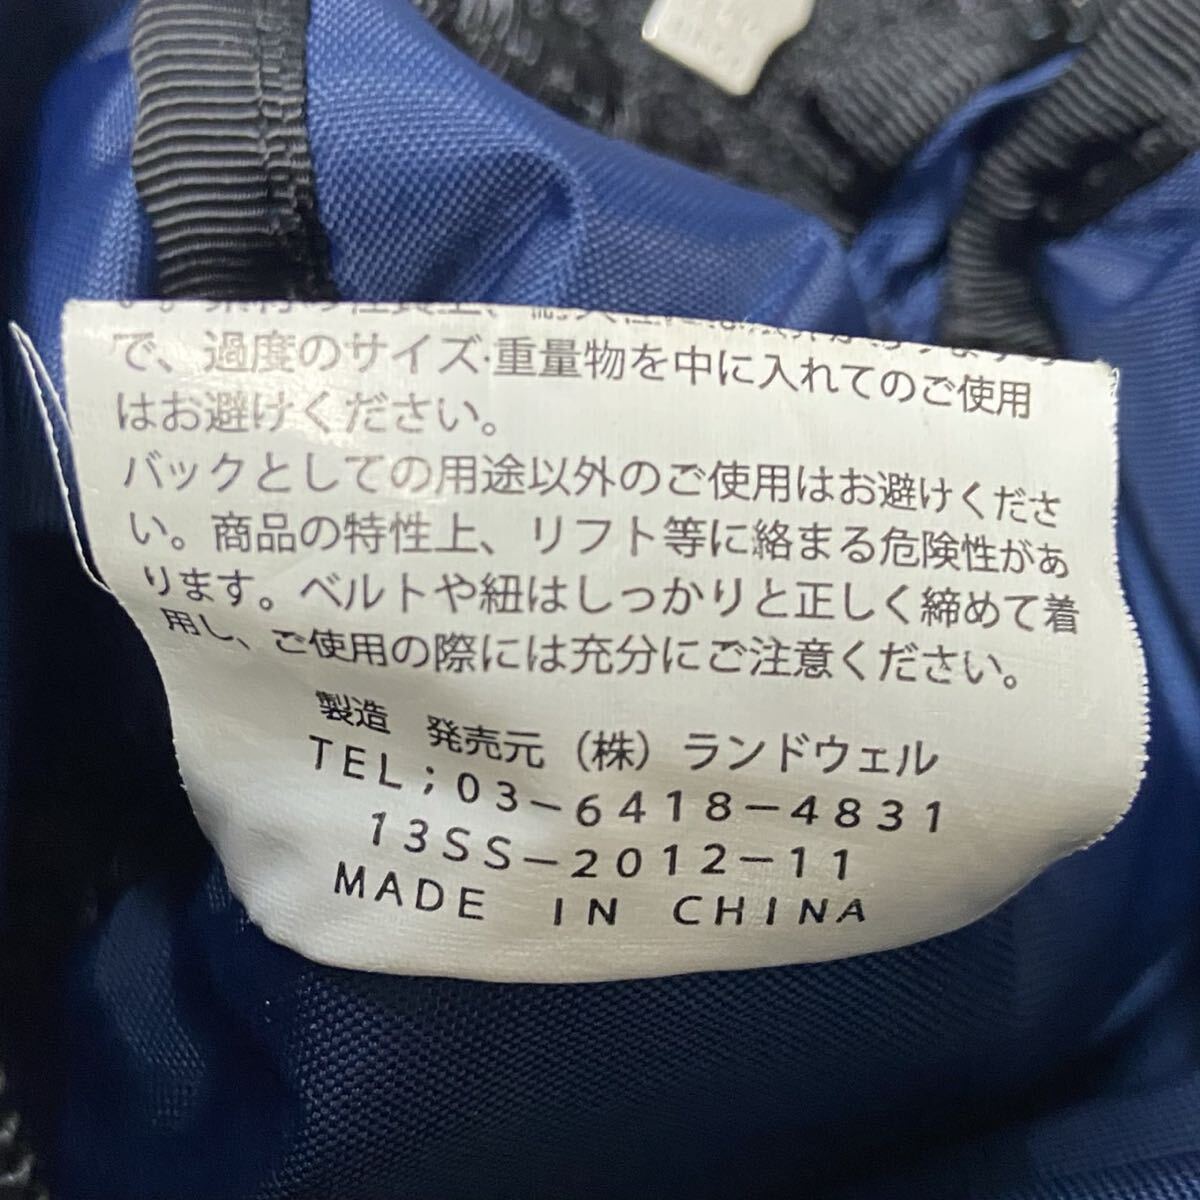 で、過度のサイズ·重量物を中に入れてのご使用
はお避けください。
バックとしての用途以外のご使用はお避けくださ
い。商品の特性上、リフト等に絡まる危険性があ
ります。ベルトや紐はしっかりと正しく締めて着
用し、ご使用の際には充分にご注意ください。
製造　発売元（株）ランドウェル
TEL;03-6418-4831
13SS-2012-11
MADE IN CHINA